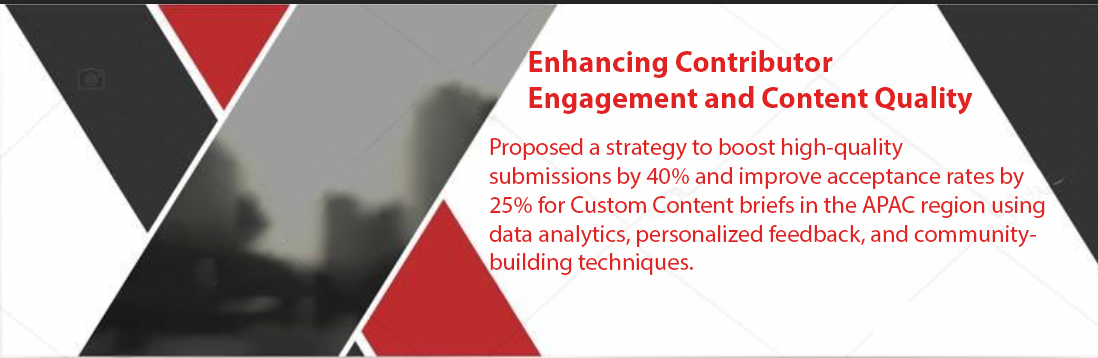 Enhancing Contributor
Engagement and Content Quality
Proposed a strategy to boost high-quality
submissions by 40% and improve acceptance rates by
25% for Custom Content briefs in the APAC region using
data analytics, personalized feedback, and community-
building techniques.